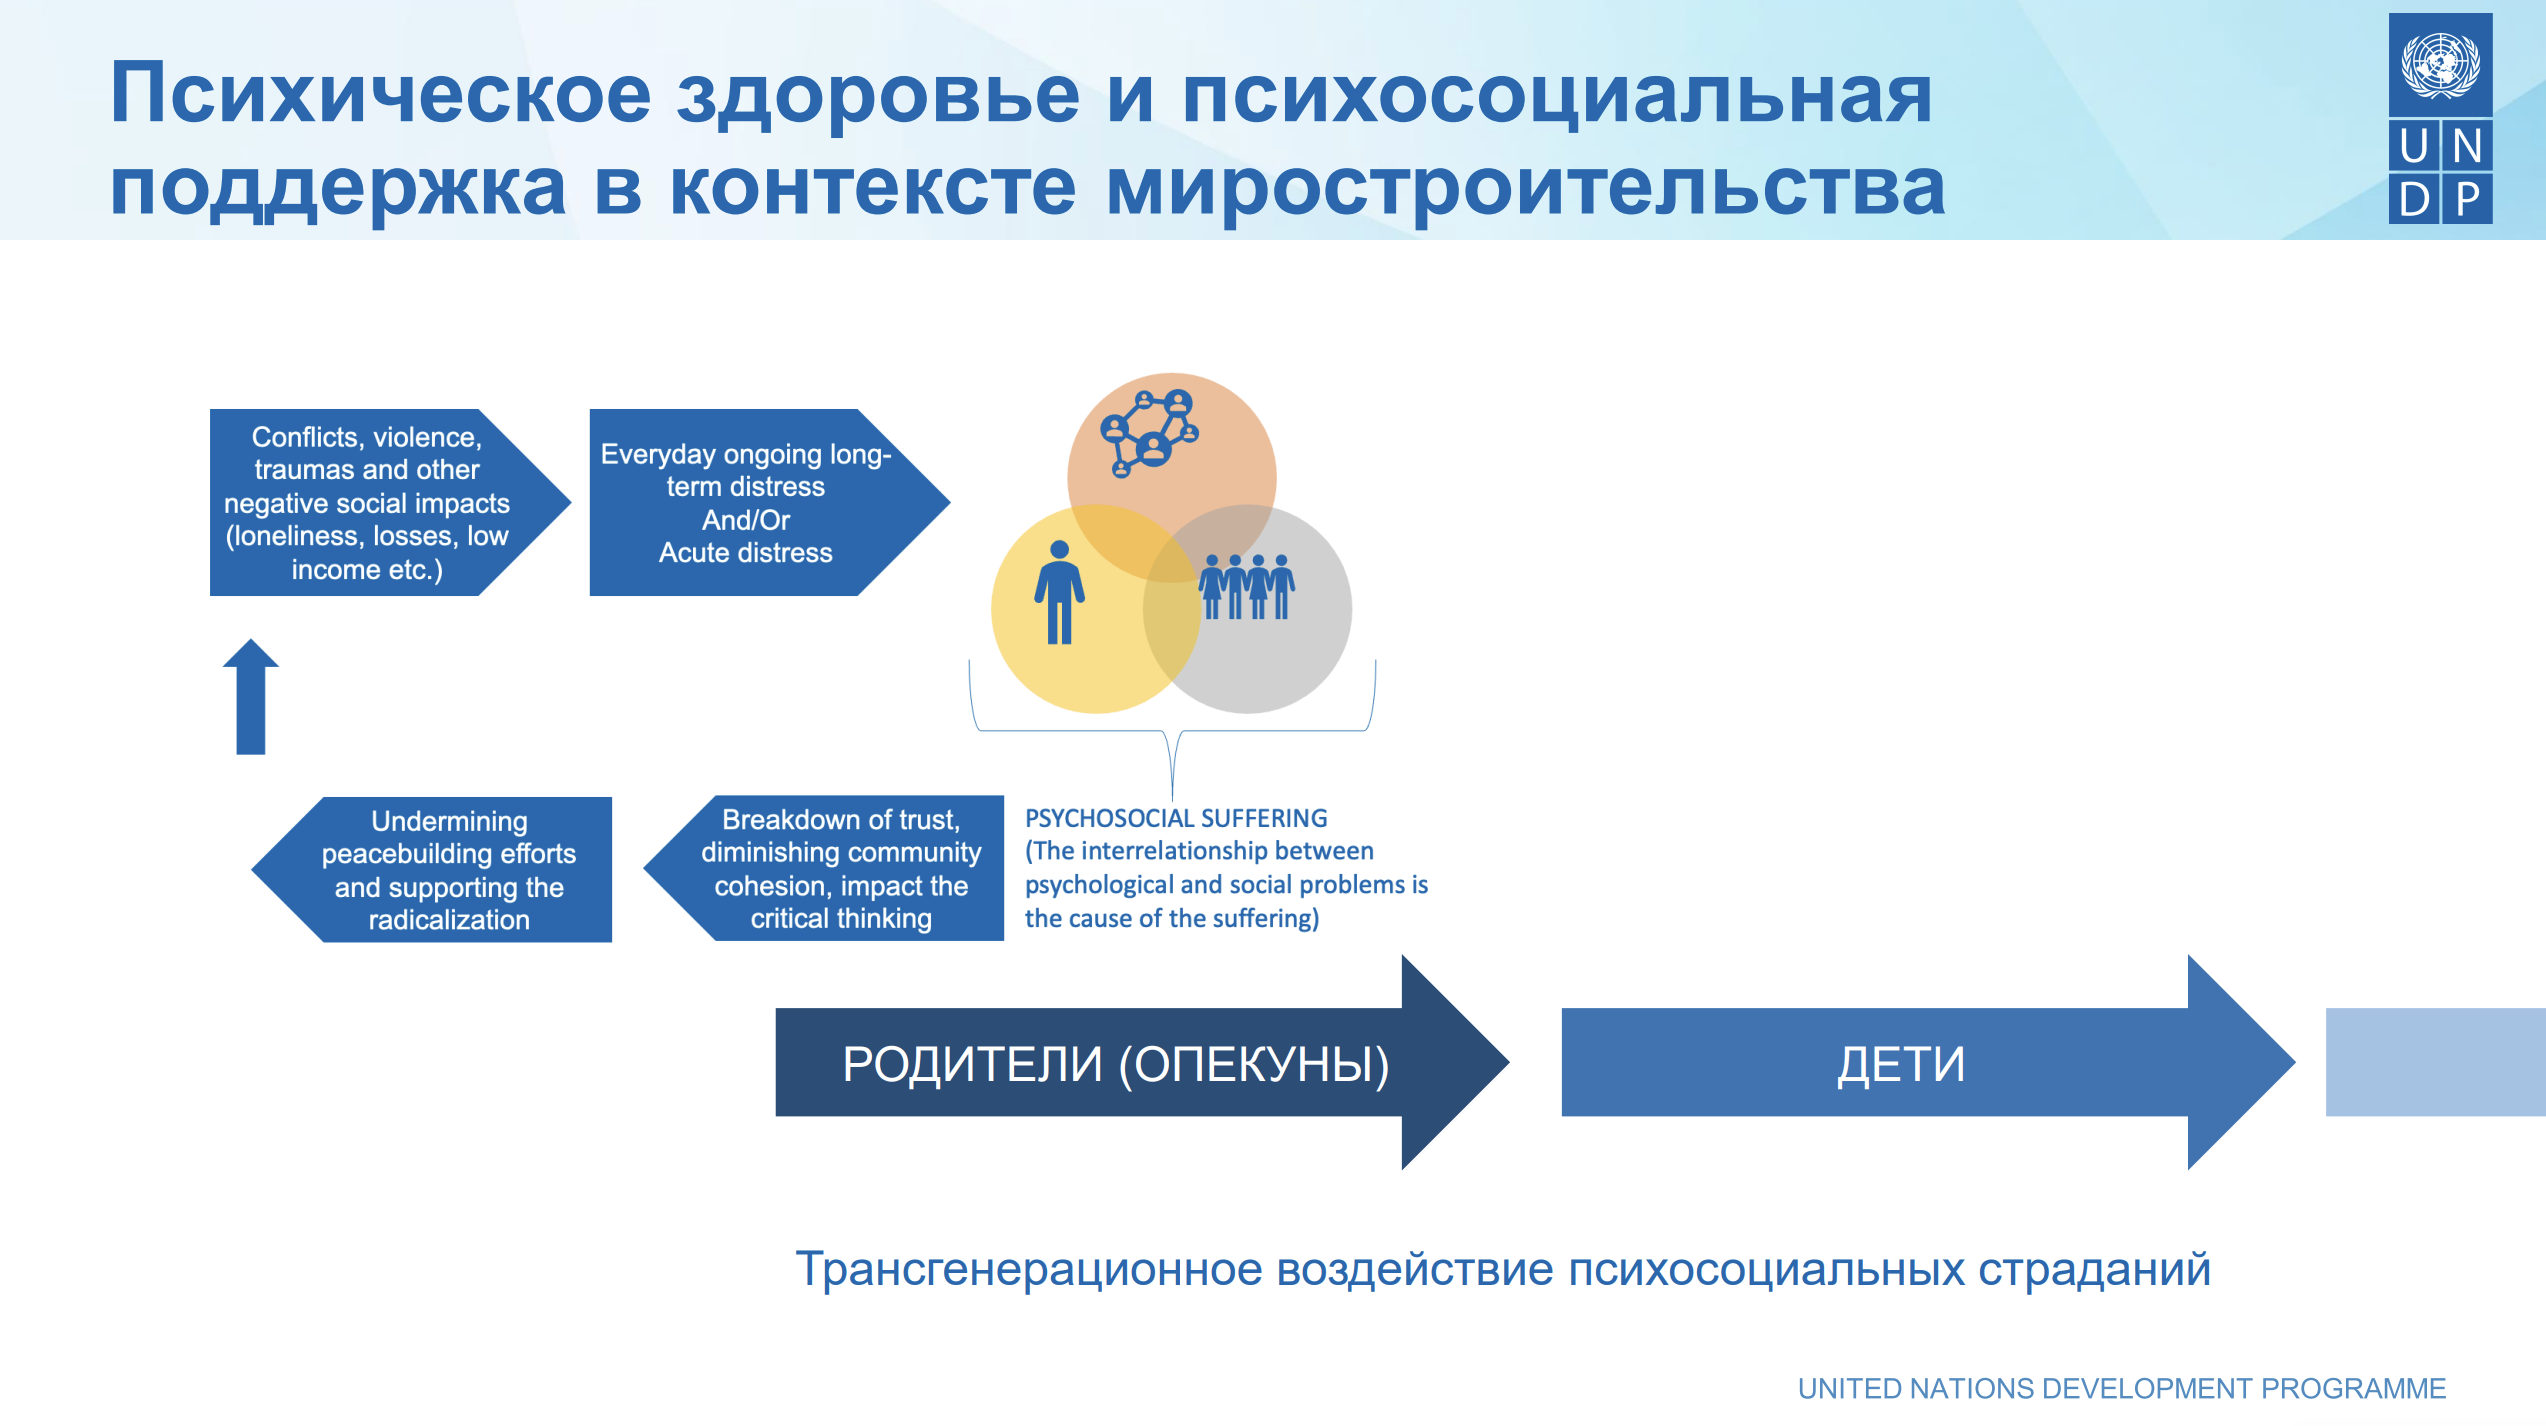 Психическое здоровье и психосоциальная
поддержка в контексте миростроительства
U N
D P
Conflicts, violence,
traumas and other
negative social impacts
(loneliness, losses, low
income etc.)
Everyday ongoing long-
term distress
And/Or
Acute distress
Undermining
peacebuilding efforts
and supporting the
radicalization
Breakdown of trust,
diminishing community
cohesion, impact the
critical thinking
PSYCHOSOCIAL SUFFERING
(The interrelationship between
psychological and social problems is
the cause of the suffering)
РОДИТЕЛИ (ОПЕКУНЫ)
ДЕТИ
Трансгенерационное воздействие психосоциальных страданий
UNITED NATIONS DEVELOPMENT PROGRAMME